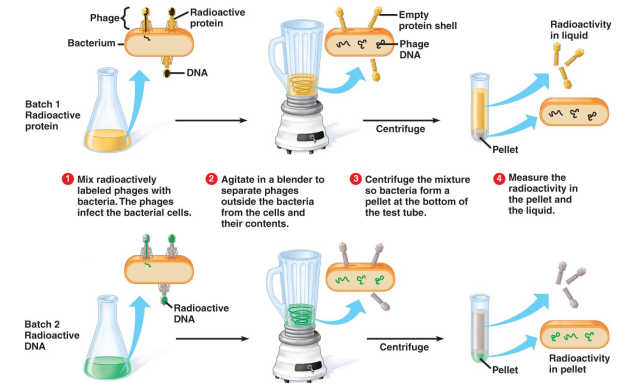 Phage
Radioactive
protein
Bacterium
DNA
Batch 1
Radioactive
protein
Empty
protein shell
Phage
DNA
Centrifuge
Radioactivity
in liquid
Pellet
1 Mix radioactively
labeled phages with
bacteria. The phages
infect the bacterial cells.
2 Agitate in a blender to
separate phages
outside the bacteria
from the cells and
their contents.
3 Centrifuge the mixture
so bacteria form a
pellet at the bottom of
the test tube.
4 Measure the
radioactivity in
the pellet and
the liquid.
Radioactive
DNA
Batch 2
Radioactive
DNA
Centrifuge
Pellet
Radioactivity
in pellet